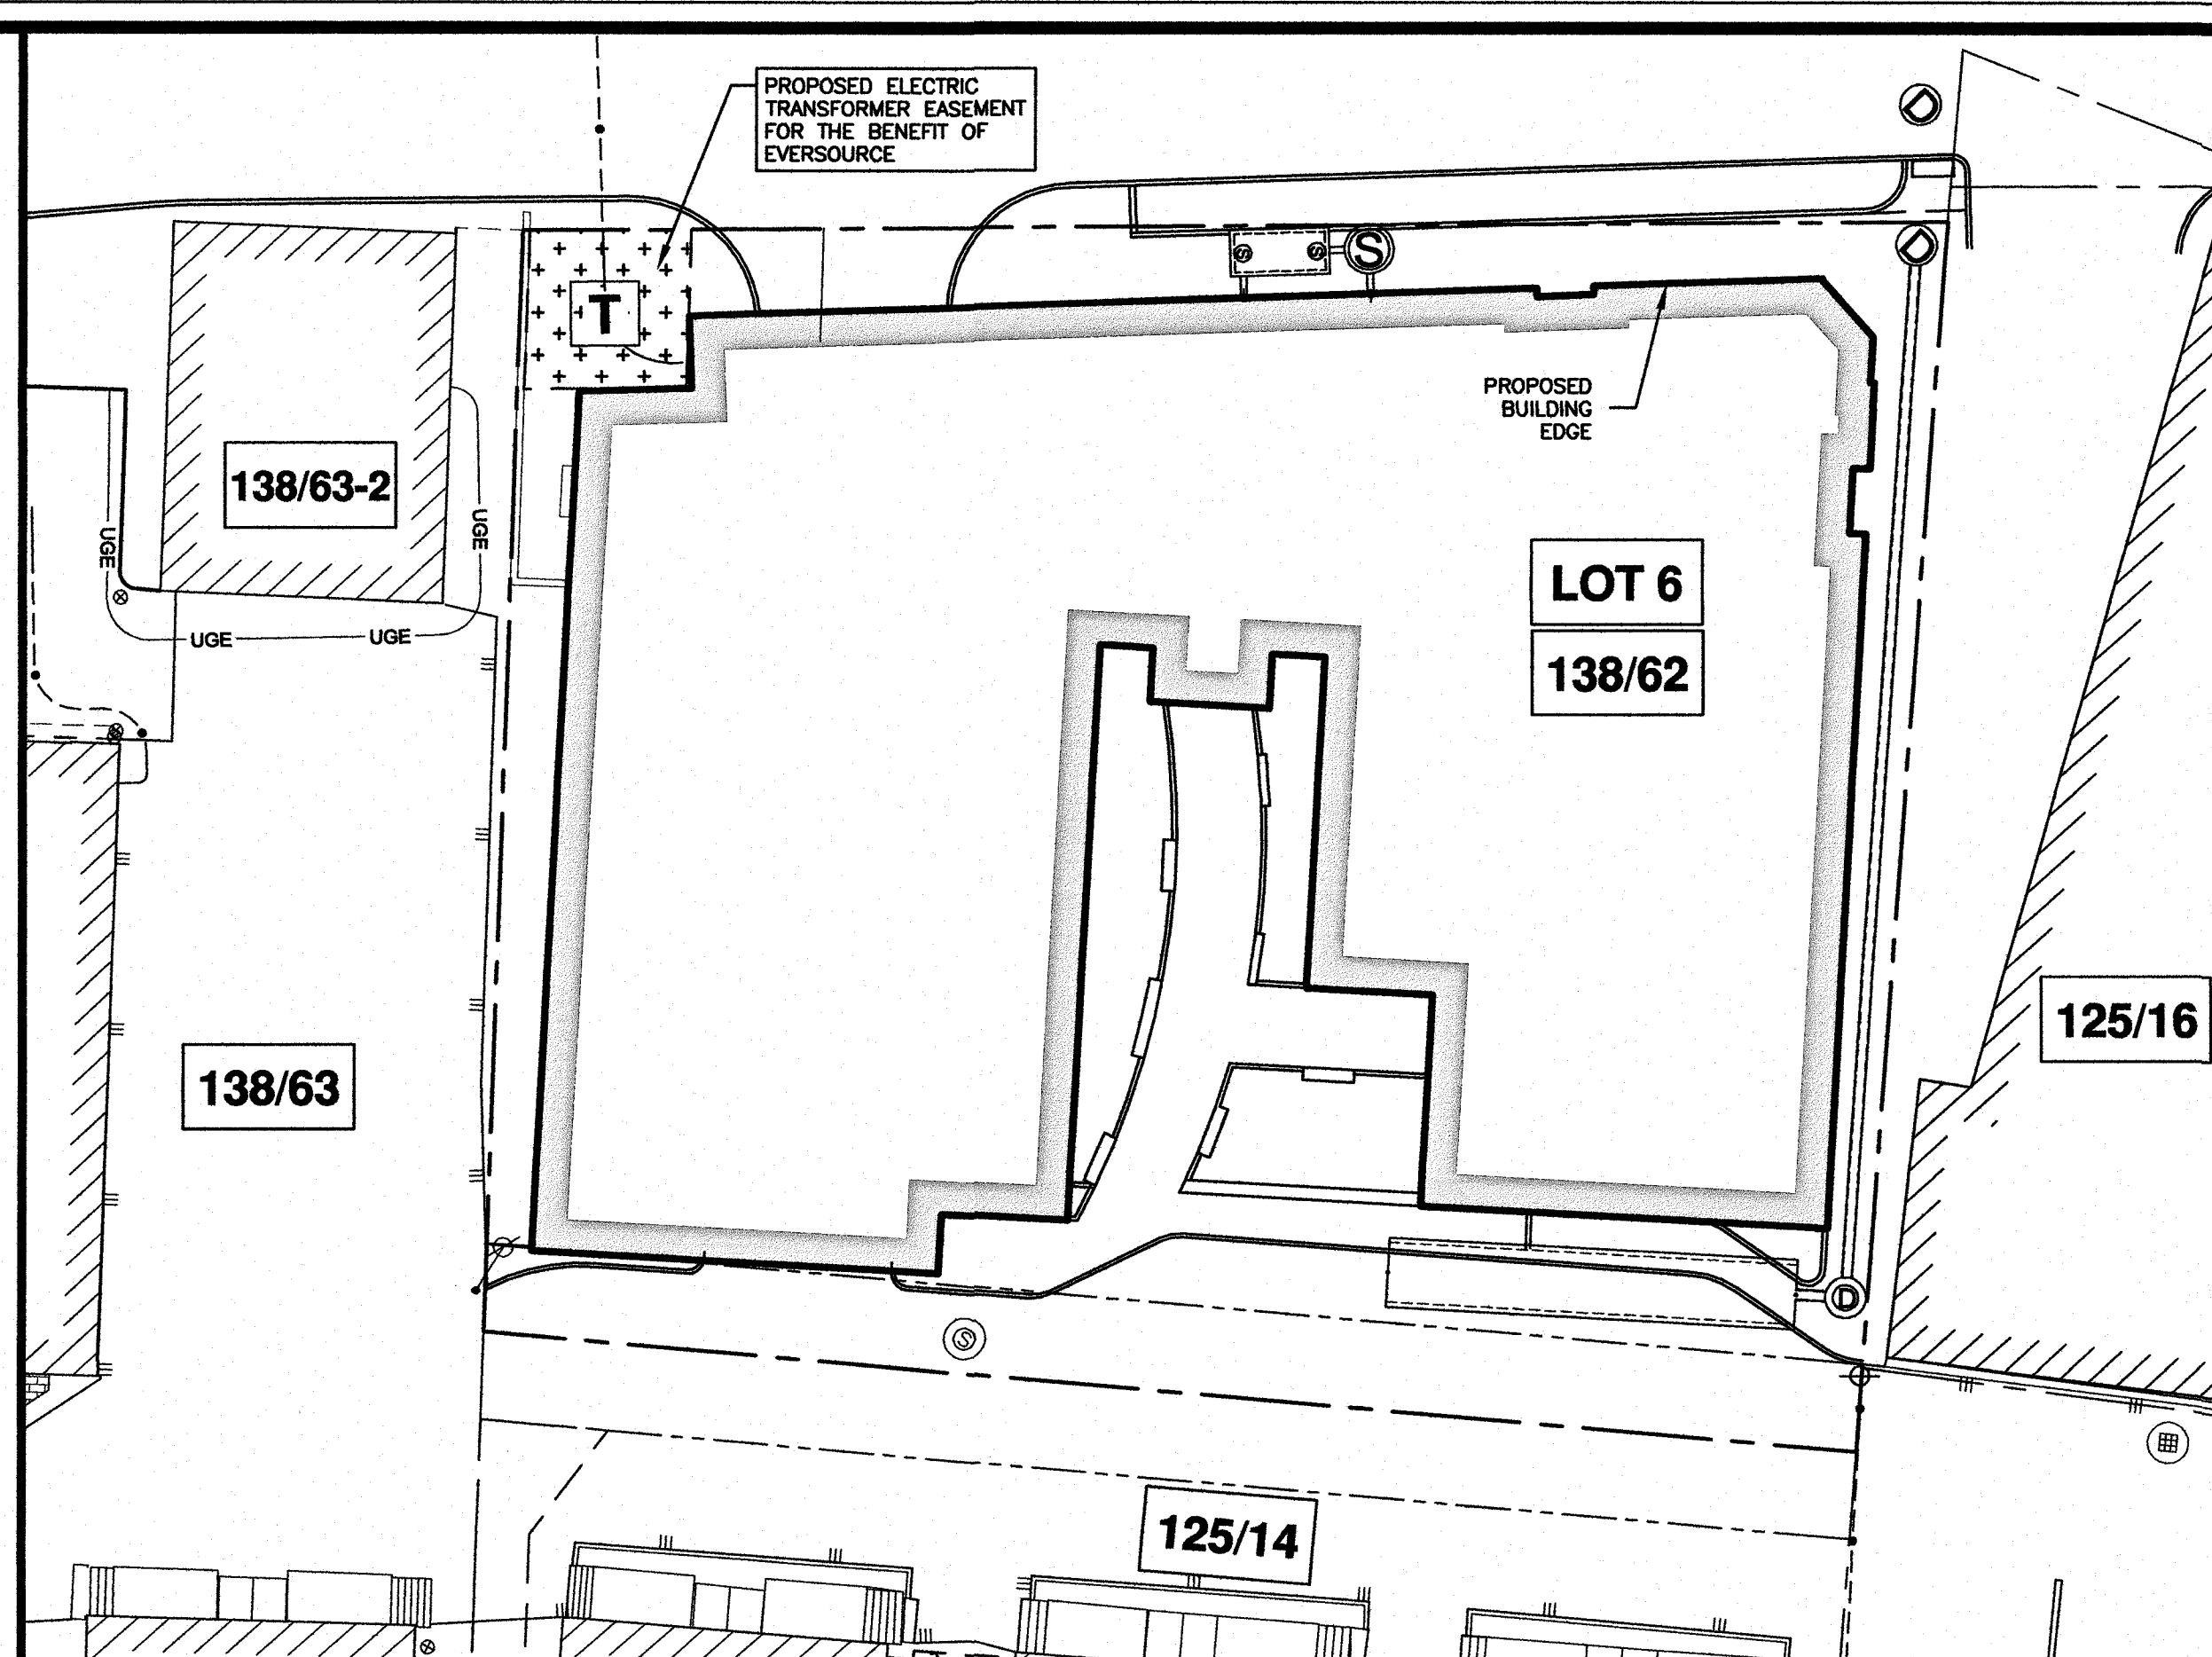 PROPOSED ELECTRIC
TRANSFORMER EASEMENT
FOR THE BENEFIT OF
EVERSOURCE
D
S
S
S
D
T
PROPOSED
BUILDING
EDGE
138/63-2
UGE
UGE
UGE
UGE
LOT 6
138/62
125/16
138/63
D
S
125/14